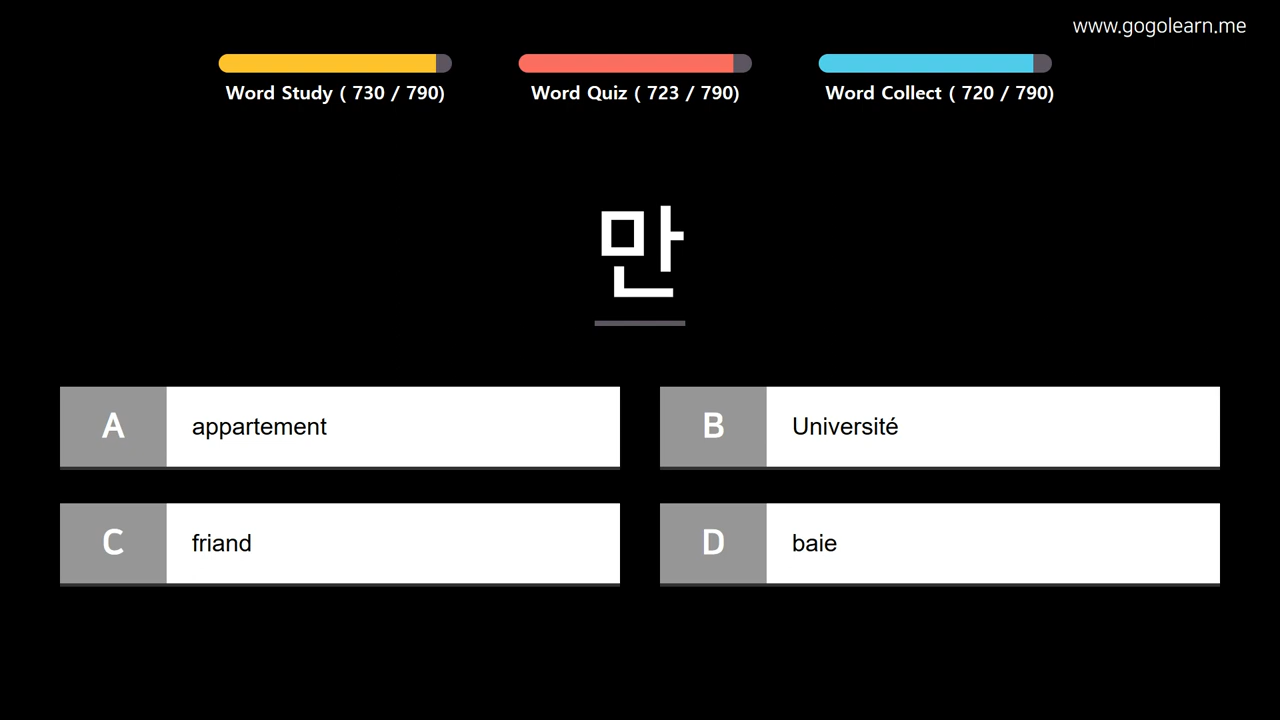 www.gogolearn.me
Word Study ( 730 / 790)
Word Quiz ( 723 / 790)
Word Collect ( 720 / 790)
만
A appartement
B Université
C friand
D baie